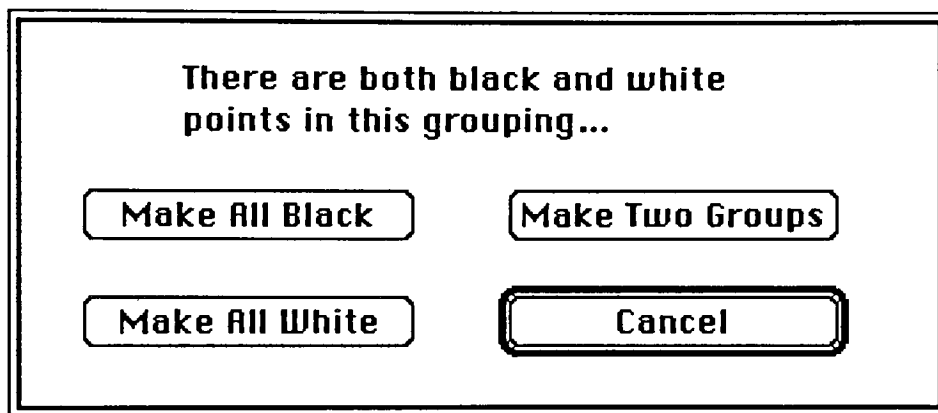 There are both black and white
points in this grouping...
Make All Black
Make Two Groups
Make All White
Cancel